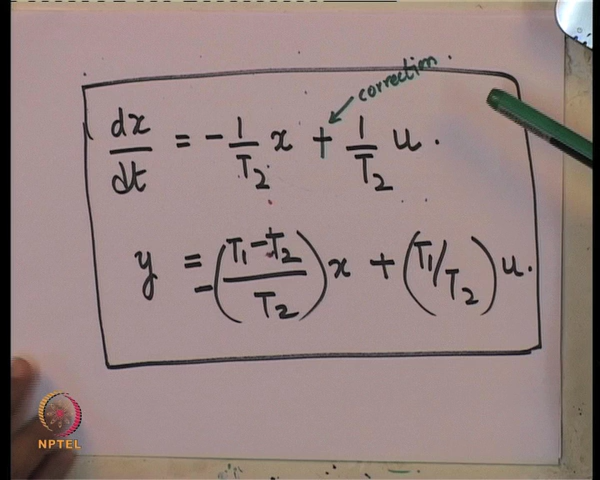 correction.
dx/dt = -1/T₂ x + 1/T₂ u.
y = -(T₁-T₂/T₂)x + (T₁/T₂)u.
NPTEL